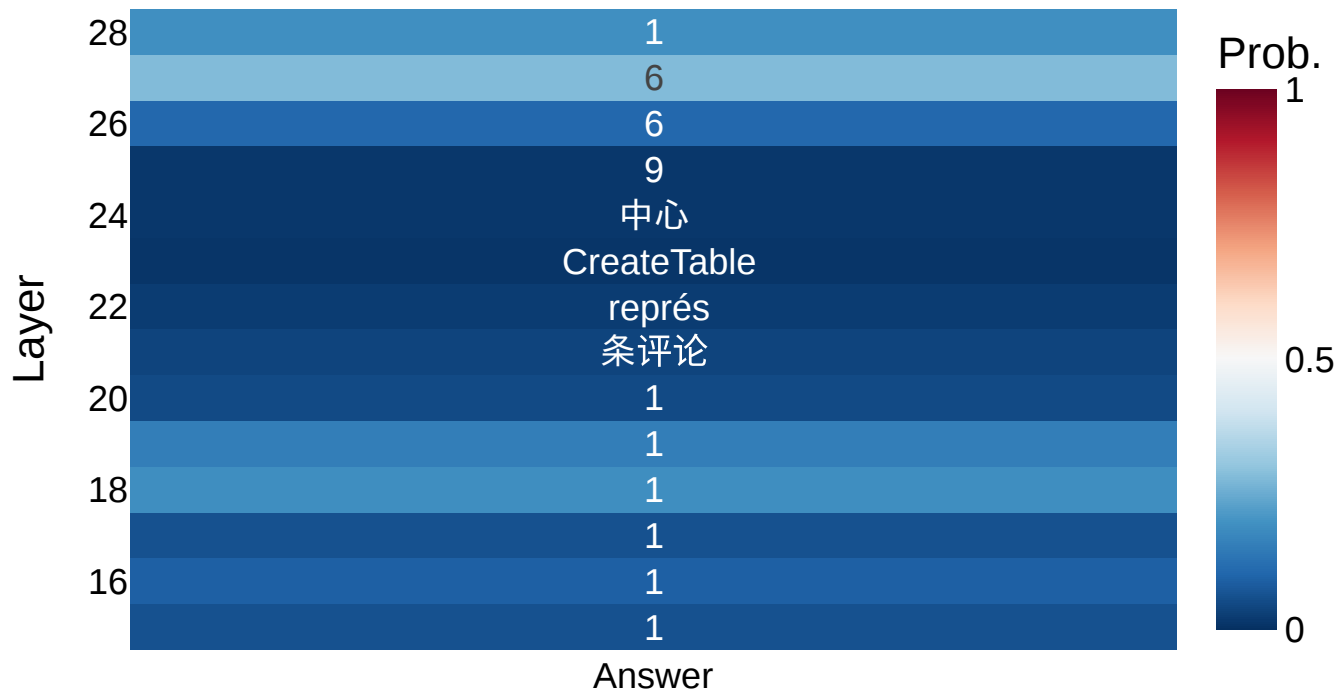 28
1
Prob.
6
1
26
6
9
24
中心
CreateTable
Layer
22
représ
0.5
条评论
20
1
1
18
1
1
16
1
1
0
Answer